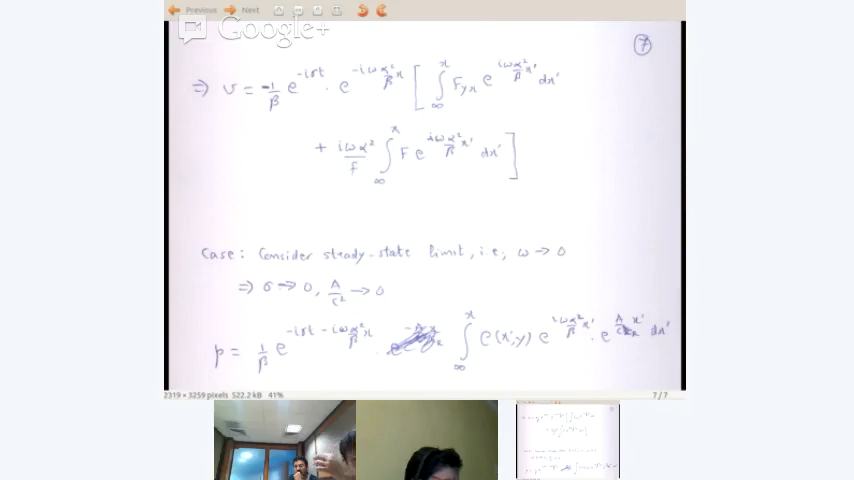 Previous Next
Google+
7
⇒ v = -1/β e^{-iσt} · e^{-iωα²/β x} [ ∫_∞^x F_{yx} e^{iωα²/β x'} dx'
+ iωα²/f ∫_∞^x F e^{iωα²/β x'} dx' ]
Case: Consider steady-state limit, i.e., ω → 0
⇒ σ → 0, A/c² → 0
p = 1/β e^{-iσt - iωα²/β x} · ∫_∞^x e(x',y) e^{iωα²/β x'} · dx'
2319 × 3259 pixels 522.2 kB 41%
7 / 7